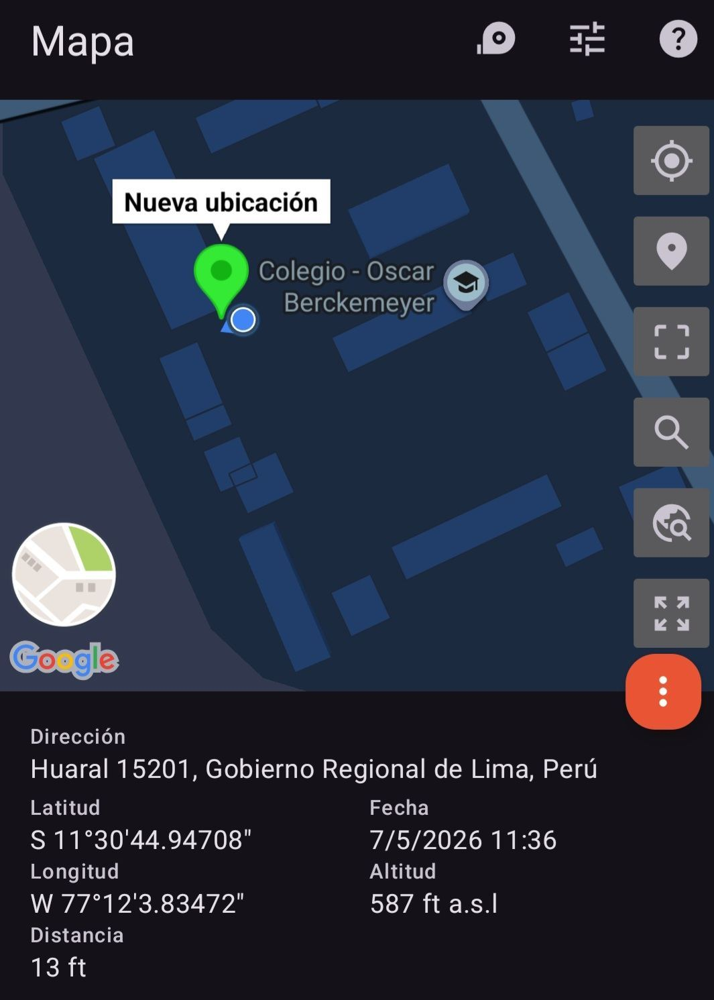 Mapa
Nueva ubicación
Colegio - Oscar
Berckemeyer
Google
Dirección
Huaral 15201, Gobierno Regional de Lima, Perú
Latitud
S 11°30'44.94708"
Fecha
7/5/2026 11:36
Longitud
W 77°12'3.83472"
Altitud
587 ft a.s.l
Distancia
13 ft